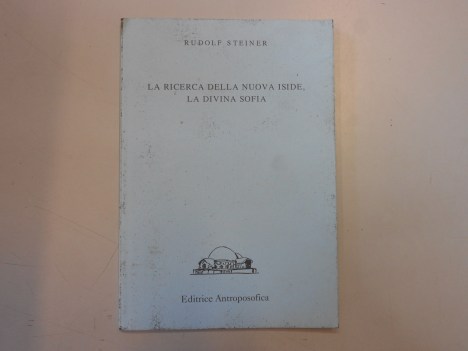 RUDOLF STEINER
LA RICERCA DELLA NUOVA ISIDE,
LA DIVINA SOFIA
Editrice Antroposofica